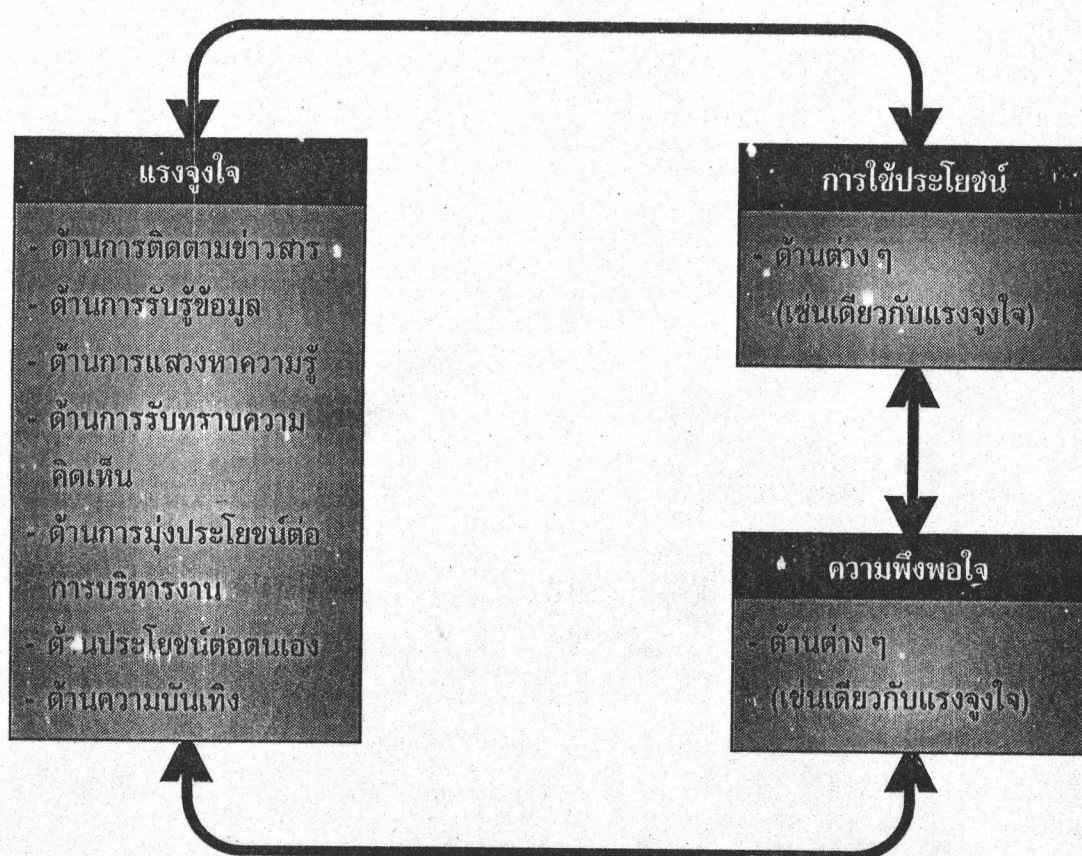 แรงจูงใจ
- ด้านการติดตามข่าวสาร
- ด้านการรับรู้ข้อมูล
- ด้านการแสวงหาความรู้
- ด้านการรับทราบความ
คิดเห็น
- ด้านการมุ่งประโยชน์ต่อ
การบริหารงาน
- ด้านประโยชน์ต่อตนเอง
- ด้านความบันเทิง
การใช้ประโยชน์
- ด้านต่าง ๆ
(เช่นเดียวกับแรงจูงใจ)
ความพึงพอใจ
- ด้านต่าง ๆ
(เช่นเดียวกับแรงจูงใจ)